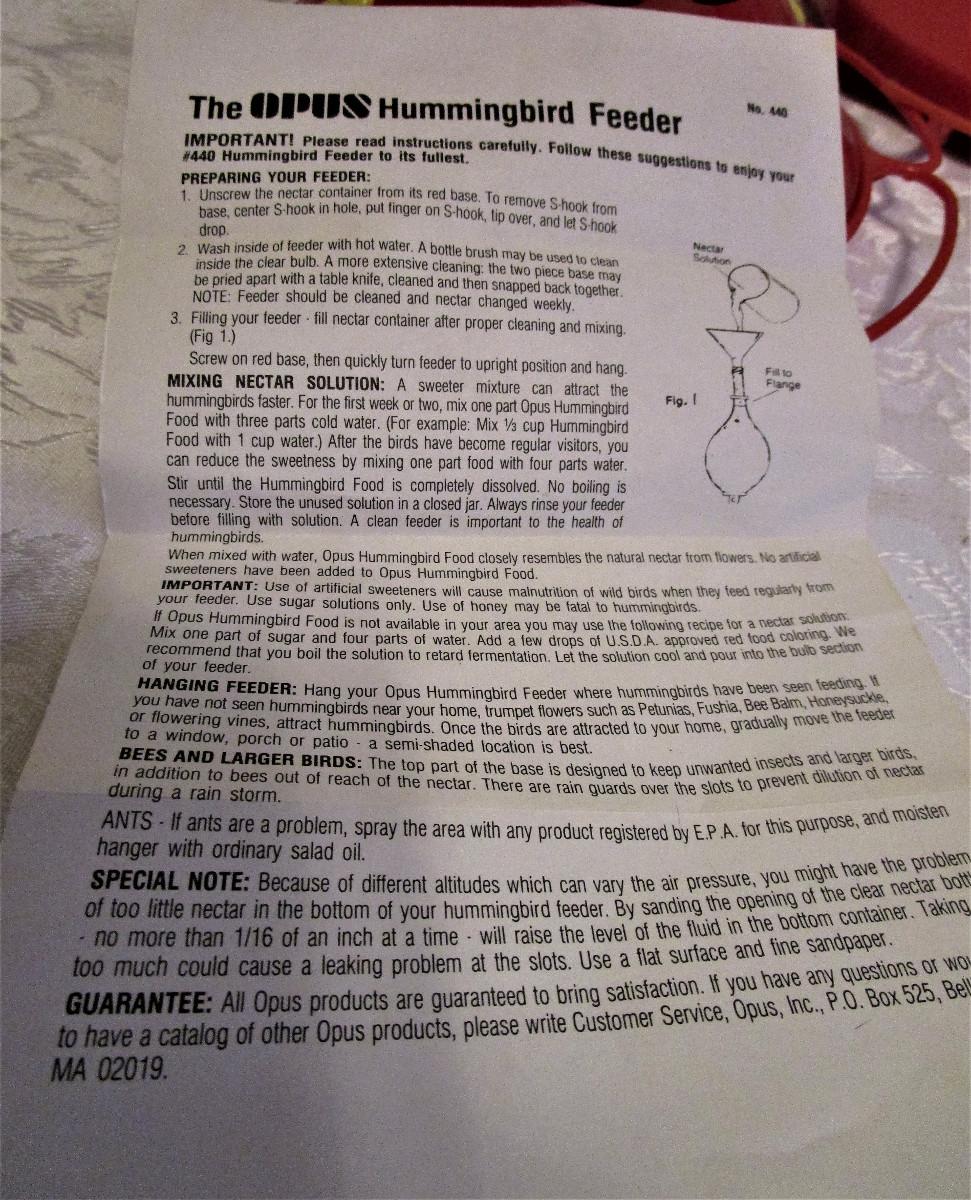 The OPUS Hummingbird Feeder
No. 440
IMPORTANT! Please read instructions carefully. Follow these suggestions to enjoy your
#440 Hummingbird Feeder to its fullest.
PREPARING YOUR FEEDER:
1. Unscrew the nectar container from its red base. To remove S-hook from
base, center S-hook in hole, put finger on S-hook, tip over, and let S-hook
drop.
2. Wash inside of feeder with hot water. A bottle brush may be used to clean
inside the clear bulb. A more extensive cleaning: the two piece base may
be pried apart with a table knife, cleaned and then snapped back together.
NOTE: Feeder should be cleaned and nectar changed weekly.
3. Filling your feeder - fill nectar container after proper cleaning and mixing.
(Fig 1.)
Screw on red base, then quickly turn feeder to upright position and hang.
Nectar
Solution
Fill to
Flange
Fig. 1
MIXING NECTAR SOLUTION: A sweeter mixture can attract the
hummingbirds faster. For the first week or two, mix one part Opus Hummingbird
Food with three parts cold water. (For example: Mix ⅓ cup Hummingbird
Food with 1 cup water.) After the birds have become regular visitors, you
can reduce the sweetness by mixing one part food with four parts water.
Stir until the Hummingbird Food is completely dissolved. No boiling is
necessary. Store the unused solution in a closed jar. Always rinse your feeder
before filling with solution. A clean feeder is important to the health of
hummingbirds.
When mixed with water, Opus Hummingbird Food closely resembles the natural nectar from flowers. No artificial
sweeteners have been added to Opus Hummingbird Food.
IMPORTANT: Use of artificial sweeteners will cause malnutrition of wild birds when they feed regularly from
your feeder. Use sugar solutions only. Use of honey may be fatal to hummingbirds.
If Opus Hummingbird Food is not available in your area you may use the following recipe for a nectar solution:
Mix one part of sugar and four parts of water. Add a few drops of U.S.D.A. approved red food coloring. We
recommend that you boil the solution to retard fermentation. Let the solution cool and pour into the bulb section
of your feeder.
HANGING FEEDER: Hang your Opus Hummingbird Feeder where hummingbirds have been seen feeding. If
you have not seen hummingbirds near your home, trumpet flowers such as Petunias, Fushia, Bee Balm, Honeysuckle,
or flowering vines, attract hummingbirds. Once the birds are attracted to your home, gradually move the feeder
to a window, porch or patio - a semi-shaded location is best.
BEES AND LARGER BIRDS: The top part of the base is designed to keep unwanted insects and larger birds,
in addition to bees out of reach of the nectar. There are rain guards over the slots to prevent dilution of nectar
during a rain storm.
ANTS - If ants are a problem, spray the area with any product registered by E.P.A. for this purpose, and moisten
hanger with ordinary salad oil.
SPECIAL NOTE: Because of different altitudes which can vary the air pressure, you might have the problem
of too little nectar in the bottom of your hummingbird feeder. By sanding the opening of the clear nectar bott
- no more than 1/16 of an inch at a time - will raise the level of the fluid in the bottom container. Taking
too much could cause a leaking problem at the slots. Use a flat surface and fine sandpaper.
GUARANTEE: All Opus products are guaranteed to bring satisfaction. If you have any questions or wo
to have a catalog of other Opus products, please write Customer Service, Opus, Inc., P.O. Box 525, Bell
MA 02019.